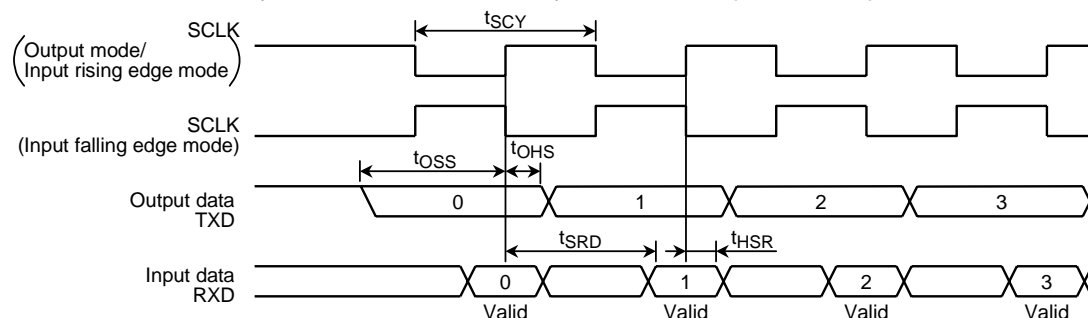 tSCY
SCLK
(Output mode/
Input rising edge mode)
SCLK
(Input falling edge mode)
tOSS
tOHS
Output data
TXD
0
1
2
3
tSRD
tHSR
Input data
RXD
0
1
2
3
Valid
Valid
Valid
Valid